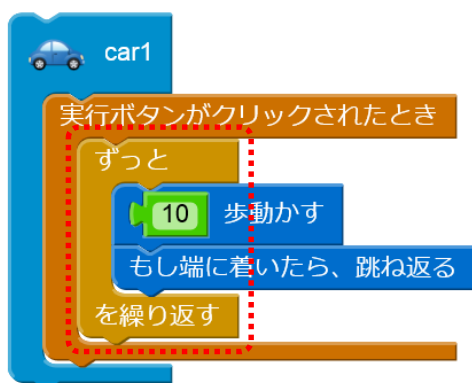 car1
実行ボタンがクリックされたとき
ずっと
10 歩動かす
もし端に着いたら、跳ね返る
を繰り返す